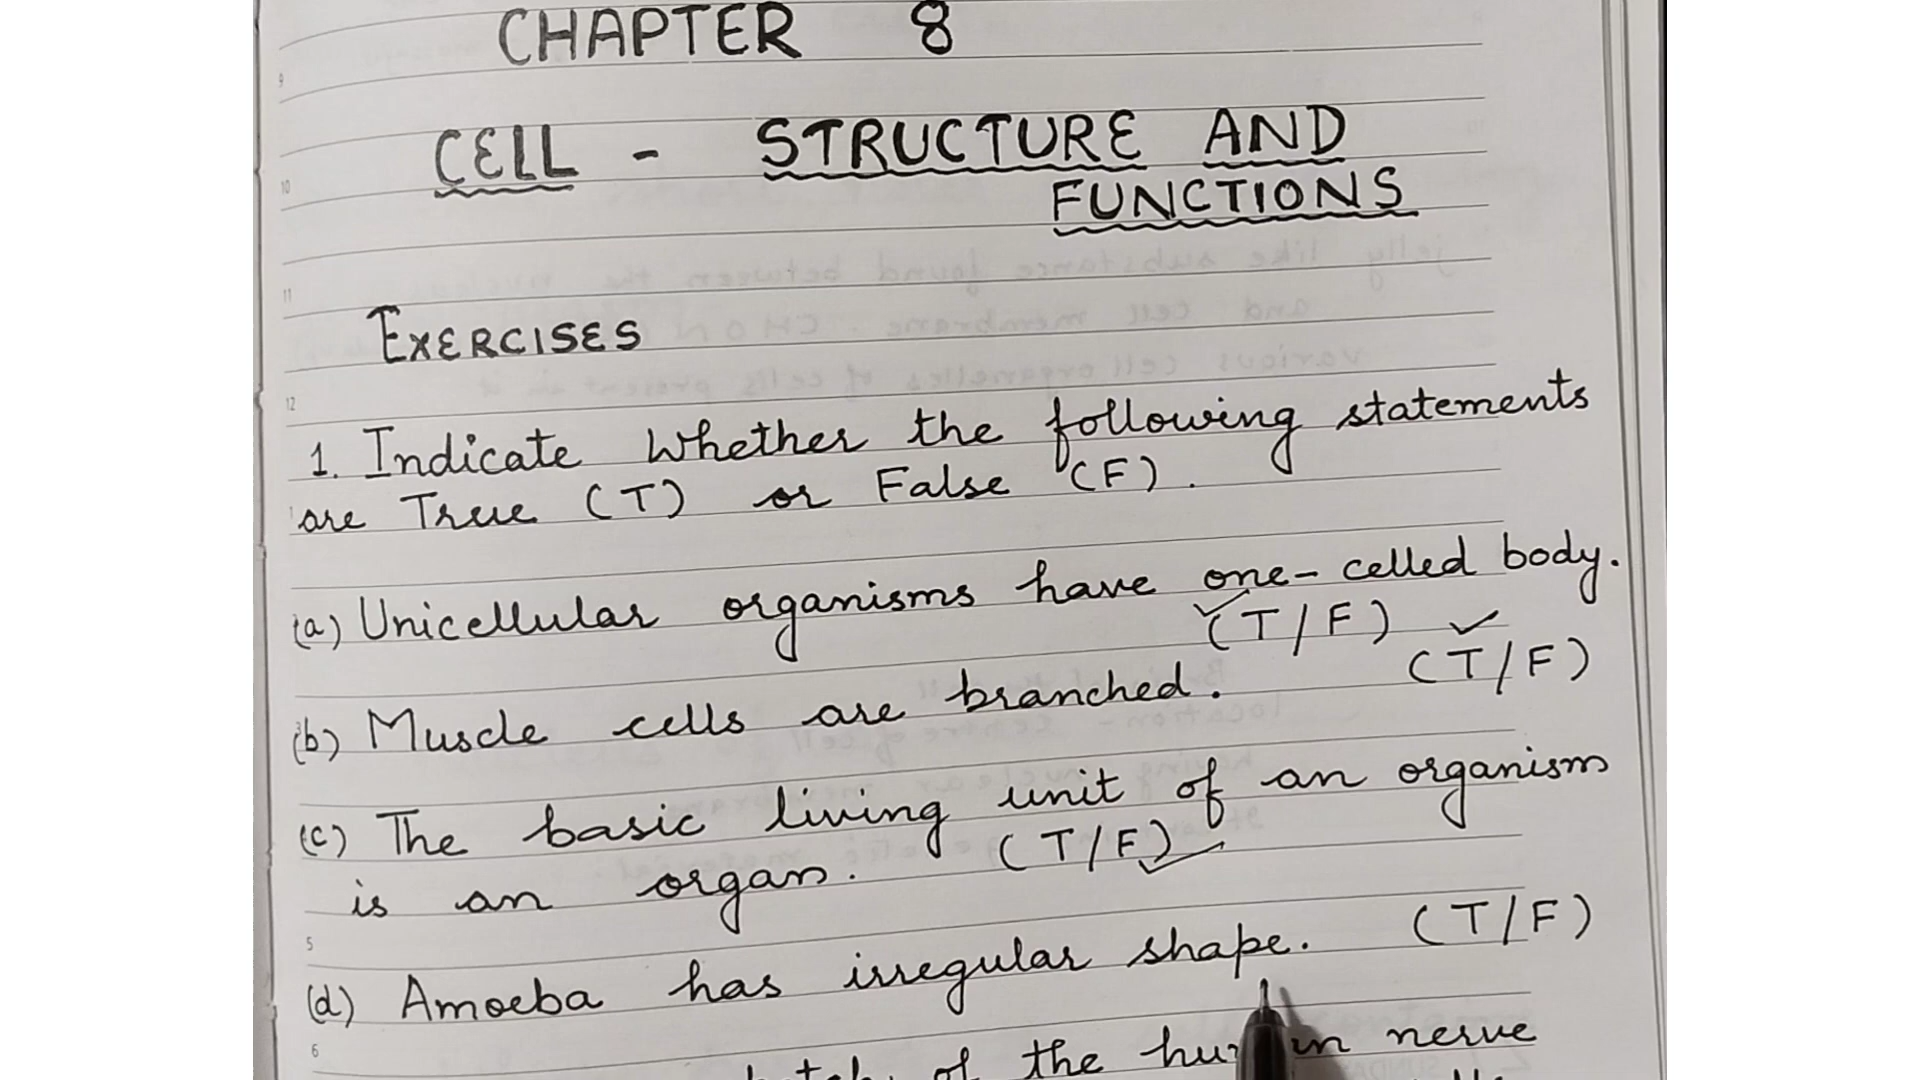 CHAPTER 8
CELL - STRUCTURE AND
FUNCTIONS
EXERCISES
1. Indicate Whether the following statements
are True (T) or False (F).
(a) Unicellular organisms have one-celled body.
(T/F)
(b) Muscle cells are branched. (T/F)
(c) The basic living unit of an organism
is an organ. (T/F)
(d) Amoeba has irregular shape. (T/F)
of the human nerve